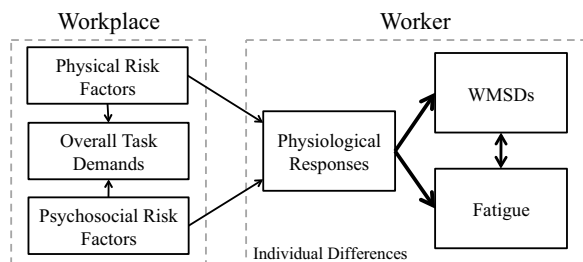 Workplace
Worker
Physical Risk
Factors
Overall Task
Demands
Psychosocial Risk
Factors
Physiological
Responses
WMSDs
Fatigue
Individual Differences